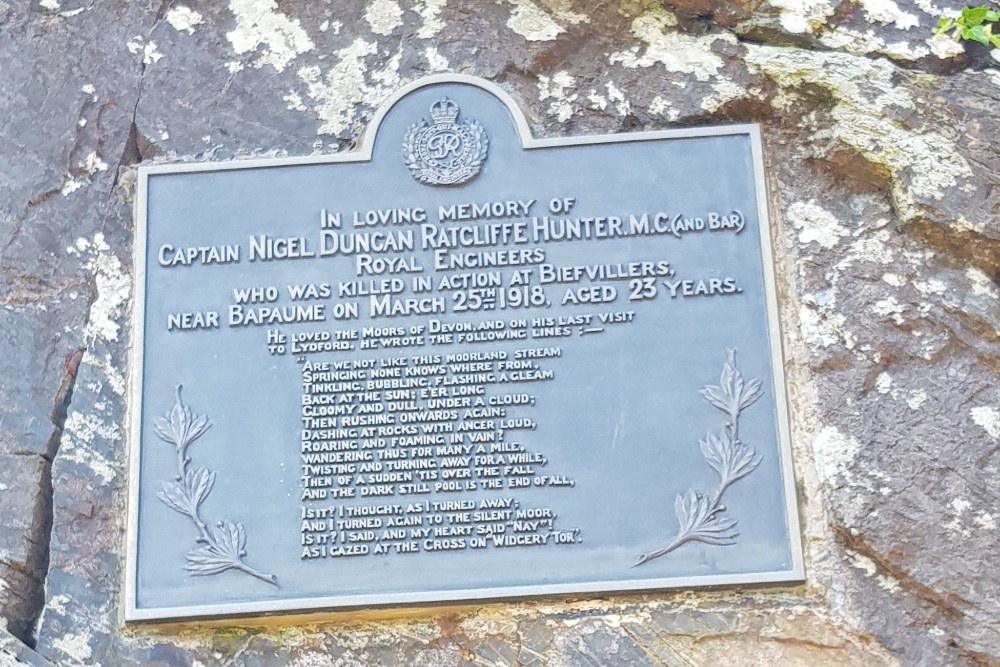 GR
IN LOVING MEMORY OF
CAPTAIN NIGEL DUNCAN RATCLIFFE HUNTER. M.C. (AND BAR)
ROYAL ENGINEERS
WHO WAS KILLED IN ACTION AT BIEFVILLERS,
NEAR BAPAUME ON MARCH 25TH 1918, AGED 23 YEARS.
HE LOVED THE MOORS OF DEVON, AND ON HIS LAST VISIT
TO LYDFORD, HE WROTE THE FOLLOWING LINES :—
"ARE WE NOT LIKE THIS MOORLAND STREAM
SPRINGING NONE KNOWS WHERE FROM,
TINKLING, BUBBLING, FLASHING A GLEAM
BACK AT THE SUN; E'ER LONG
GLOOMY AND DULL, UNDER A CLOUD;
THEN RUSHING ONWARDS AGAIN:
DASHING AT ROCKS WITH ANGER LOUD,
ROARING AND FOAMING IN VAIN?
WANDERING THUS FOR MANY A MILE,
TWISTING AND TURNING AWAY FOR A WHILE,
THEN OF A SUDDEN 'TIS OVER THE FALL
AND THE DARK STILL POOL IS THE END OF ALL,
IS IT? I THOUGHT, AS I TURNED AWAY:
AND I TURNED AGAIN TO THE SILENT MOOR,
IS IT? I SAID, AND MY HEART SAID "NAY"!
AS I GAZED AT THE CROSS ON "WIDGERY TOR".